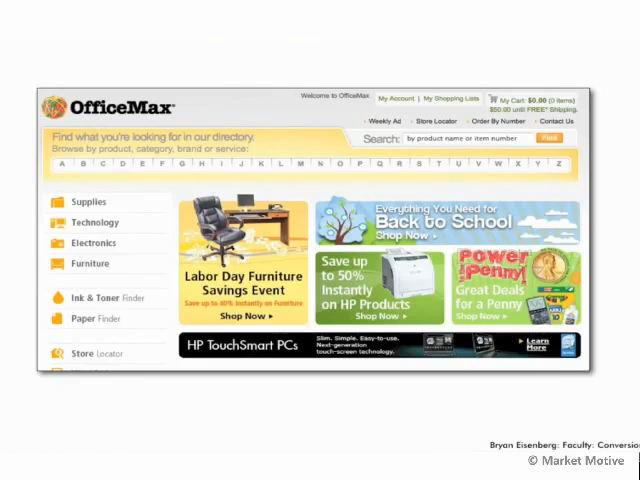 OfficeMax
Welcome to OfficeMax
My Account | My Shopping Lists
My Cart: $0.00 (0 items)
$50.00 until FREE* Shipping.
Weekly Ad
Store Locator
Order By Number
Contact Us
Find what you're looking for in our directory.
Browse by product, category, brand or service:
Search: by product name or item number Find
A B C D E F G H I J K L M N O P Q R S T U V W X Y Z
Supplies
Technology
Electronics
Furniture
Ink & Toner Finder
Paper Finder
Store Locator
Labor Day Furniture
Savings Event
Save up to 40% Instantly on Furniture
Shop Now
Everything You Need for
Back to School
Shop Now
Save up
to 50%
Instantly
on HP Products
Shop Now
Power
to the
Penny!
Great Deals
for a Penny
Shop Now
HP TouchSmart PCs
Slim. Simple. Easy-to-use.
Next-generation
touch-screen technology.
Learn
More
Bryan Eisenberg: Faculty: Conversio
© Market Motive